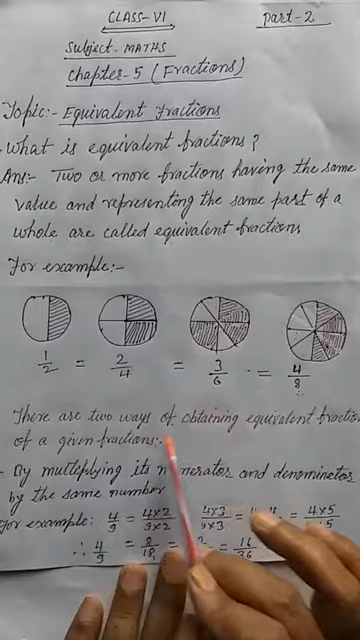 CLASS-VI Part-2
Subject- MATHS
Chapter-5 (Fractions)
Topic:- Equivalent Fractions
What is equivalent fractions?
Ans:- Two or more fractions having the same
value and representing the same part of a
whole are called equivalent fractions
For example:-
1/2 = 2/4 = 3/6 = 4/8
There are two ways of obtaining equivalent fraction
of a given fractions:-
- By multiplying its and denominator
by the same number
For example: 4/9 = 4×2/9×2 4×3/9×3 = = 4×5
∴ 4/9 = 8/18 = = 16/36